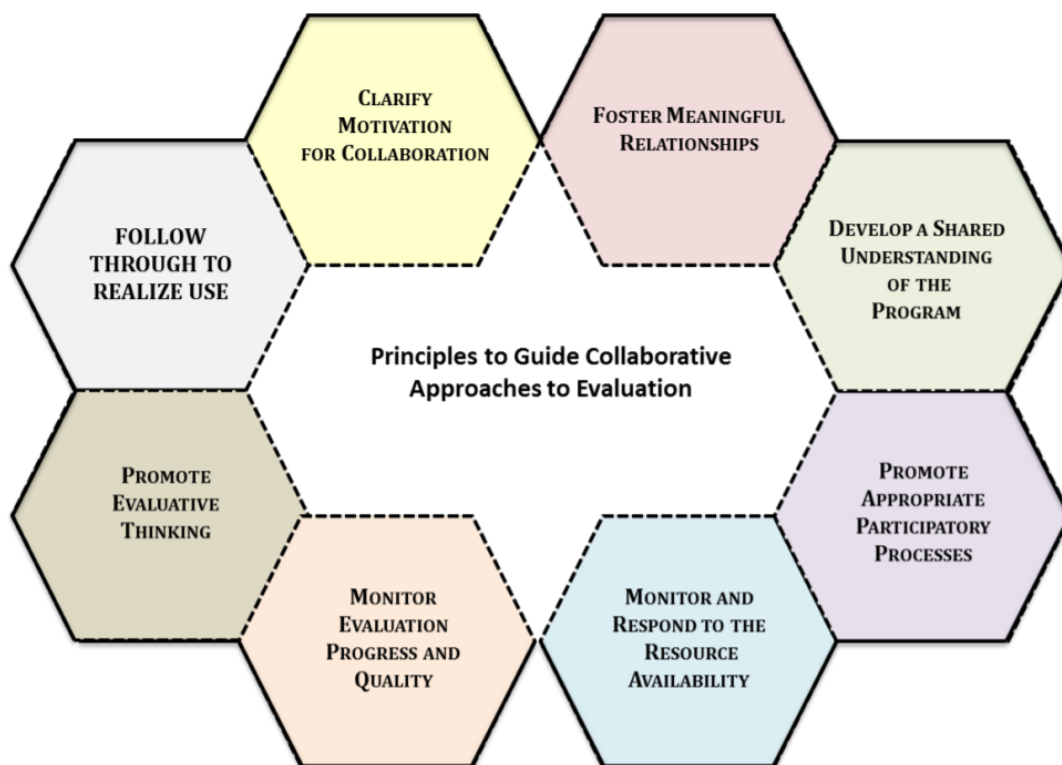 CLARIFY
MOTIVATION
FOR COLLABORATION
FOSTER MEANINGFUL
RELATIONSHIPS
DEVELOP A SHARED
UNDERSTANDING
OF THE
PROGRAM
PROMOTE
APPROPRIATE
PARTICIPATORY
PROCESSES
MONITOR AND
RESPOND TO THE
RESOURCE
AVAILABILITY
MONITOR
EVALUATION
PROGRESS AND
QUALITY
PROMOTE
EVALUATIVE
THINKING
FOLLOW
THROUGH TO
REALIZE USE
Principles to Guide Collaborative
Approaches to Evaluation